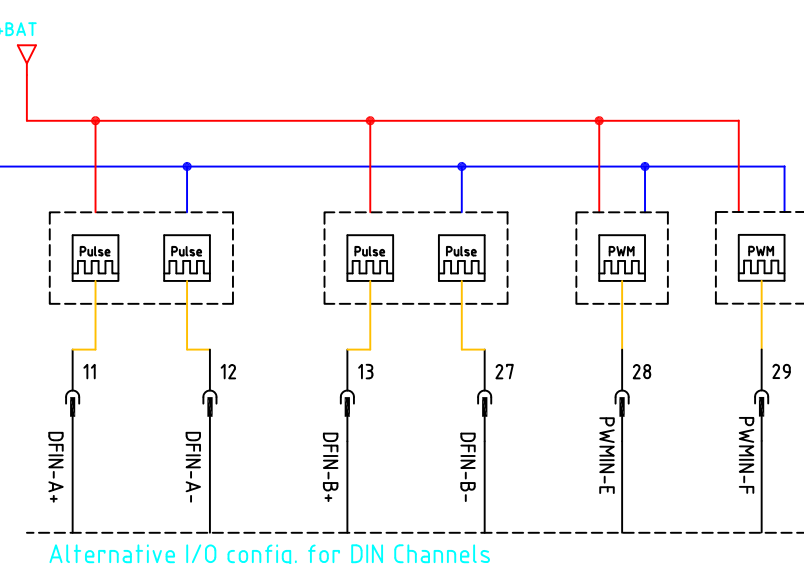 +BAT
Pulse Pulse Pulse Pulse PWM PWM
11 12 13 27 28 29
DFIN-A+ DFIN-A- DFIN-B+ DFIN-B- PWMIN-E PWMIN-F
Alternative I/O config. for DIN Channels